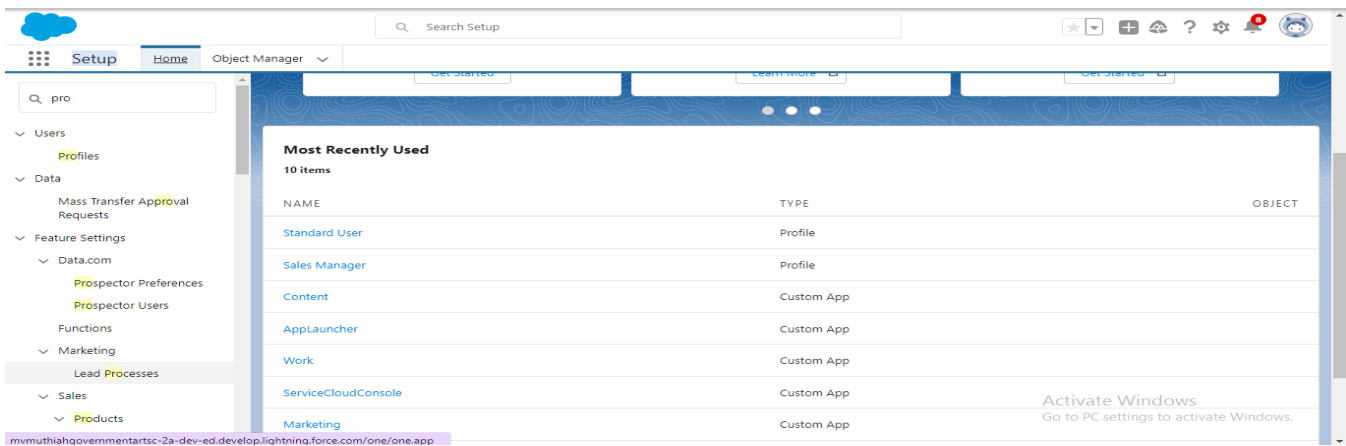 Search Setup
8
Setup Home Object Manager
Get Started Learn More Get Started
pro
Users
Profiles
Data
Mass Transfer Approval
Requests
Feature Settings
Data.com
Prospector Preferences
Prospector Users
Functions
Marketing
Lead Processes
Sales
Products
Most Recently Used
10 items
NAME TYPE OBJECT
Standard User Profile
Sales Manager Profile
Content Custom App
AppLauncher Custom App
Work Custom App
ServiceCloudConsole Custom App
Marketing Custom App
Activate Windows
Go to PC settings to activate Windows.
mvmuthiahgovernmentartsc-2a-dev-ed.develop.lightning.force.com/one/one.app